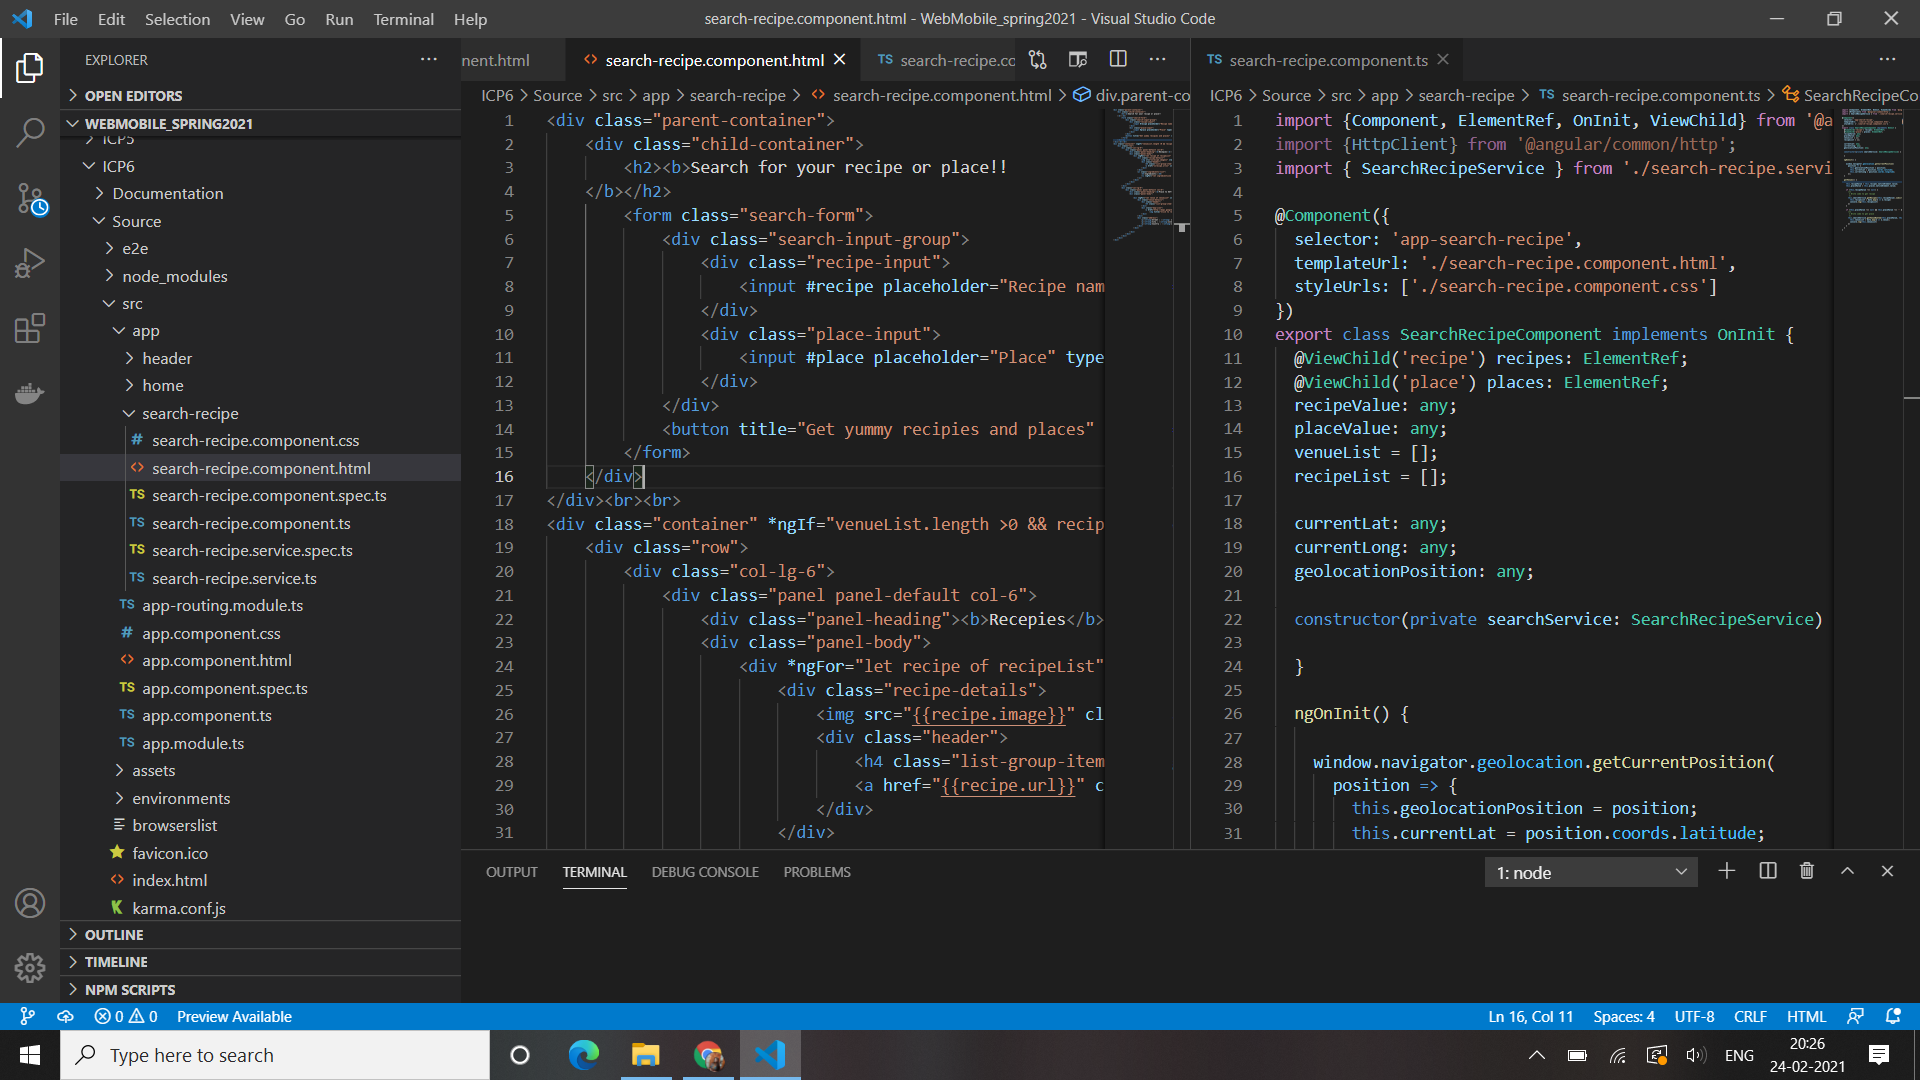 File Edit Selection View Go Run Terminal Help
search-recipe.component.html - WebMobile_spring2021 - Visual Studio Code
EXPLORER
OPEN EDITORS
WEBMOBILE_SPRING2021
ICP5
ICP6
Documentation
Source
e2e
node_modules
src
app
header
home
search-recipe
# search-recipe.component.css
<> search-recipe.component.html
TS search-recipe.component.spec.ts
TS search-recipe.component.ts
TS search-recipe.service.spec.ts
TS search-recipe.service.ts
TS app-routing.module.ts
# app.component.css
<> app.component.html
TS app.component.spec.ts
TS app.component.ts
TS app.module.ts
assets
environments
browserslist
favicon.ico
<> index.html
karma.conf.js
OUTLINE
TIMELINE
NPM SCRIPTS
nent.html
<> search-recipe.component.html
TS search-recipe.co
ICP6 > Source > src > app > search-recipe > <> search-recipe.component.html > div.parent-co
1 <div class="parent-container">
2 <div class="child-container">
3 <h2><b>Search for your recipe or place!!
4 </b></h2>
5 <form class="search-form">
6 <div class="search-input-group">
7 <div class="recipe-input">
8 <input #recipe placeholder="Recipe nam
9 </div>
10 <div class="place-input">
11 <input #place placeholder="Place" type
12 </div>
13 </div>
14 <button title="Get yummy recipies and places"
15 </form>
16 </div>
17 </div><br><br>
18 <div class="container" *ngIf="venueList.length >0 && recip
19 <div class="row">
20 <div class="col-lg-6">
21 <div class="panel panel-default col-6">
22 <div class="panel-heading"><b>Recepies</b>
23 <div class="panel-body">
24 <div *ngFor="let recipe of recipeList"
25 <div class="recipe-details">
26 <img src="{{recipe.image}}" cl
27 <div class="header">
28 <h4 class="list-group-item
29 <a href="{{recipe.url}}" c
30 </div>
31 </div>
TS search-recipe.component.ts
ICP6 > Source > src > app > search-recipe > TS search-recipe.component.ts > SearchRecipeCo
1 import {Component, ElementRef, OnInit, ViewChild} from '@a
2 import {HttpClient} from '@angular/common/http';
3 import { SearchRecipeService } from './search-recipe.servi
4
5 @Component({
6 selector: 'app-search-recipe',
7 templateUrl: './search-recipe.component.html',
8 styleUrls: ['./search-recipe.component.css']
9 })
10 export class SearchRecipeComponent implements OnInit {
11 @ViewChild('recipe') recipes: ElementRef;
12 @ViewChild('place') places: ElementRef;
13 recipeValue: any;
14 placeValue: any;
15 venueList = [];
16 recipeList = [];
17
18 currentLat: any;
19 currentLong: any;
20 geolocationPosition: any;
21
22 constructor(private searchService: SearchRecipeService)
23
24 }
25
26 ngOnInit() {
27
28 window.navigator.geolocation.getCurrentPosition(
29 position => {
30 this.geolocationPosition = position;
31 this.currentLat = position.coords.latitude;
OUTPUT TERMINAL DEBUG CONSOLE PROBLEMS
1: node
0 0 Preview Available
Ln 16, Col 11 Spaces: 4 UTF-8 CRLF HTML
Type here to search
ENG
20:26
24-02-2021